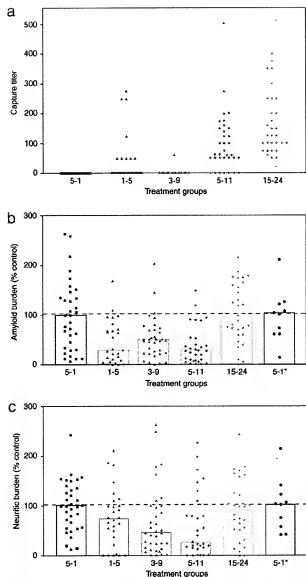 a
500
400
300
200
100
0
Capture titer
5-1 1-5 3-9 5-11 15-24
Treatment groups
b
300
200
100
0
Amyloid burden (% control)
5-1 1-5 3-9 5-11 15-24 5-1*
Treatment groups
c
300
200
100
0
Neuritic burden (% control)
5-1 1-5 3-9 5-11 15-24 5-1*
Treatment groups